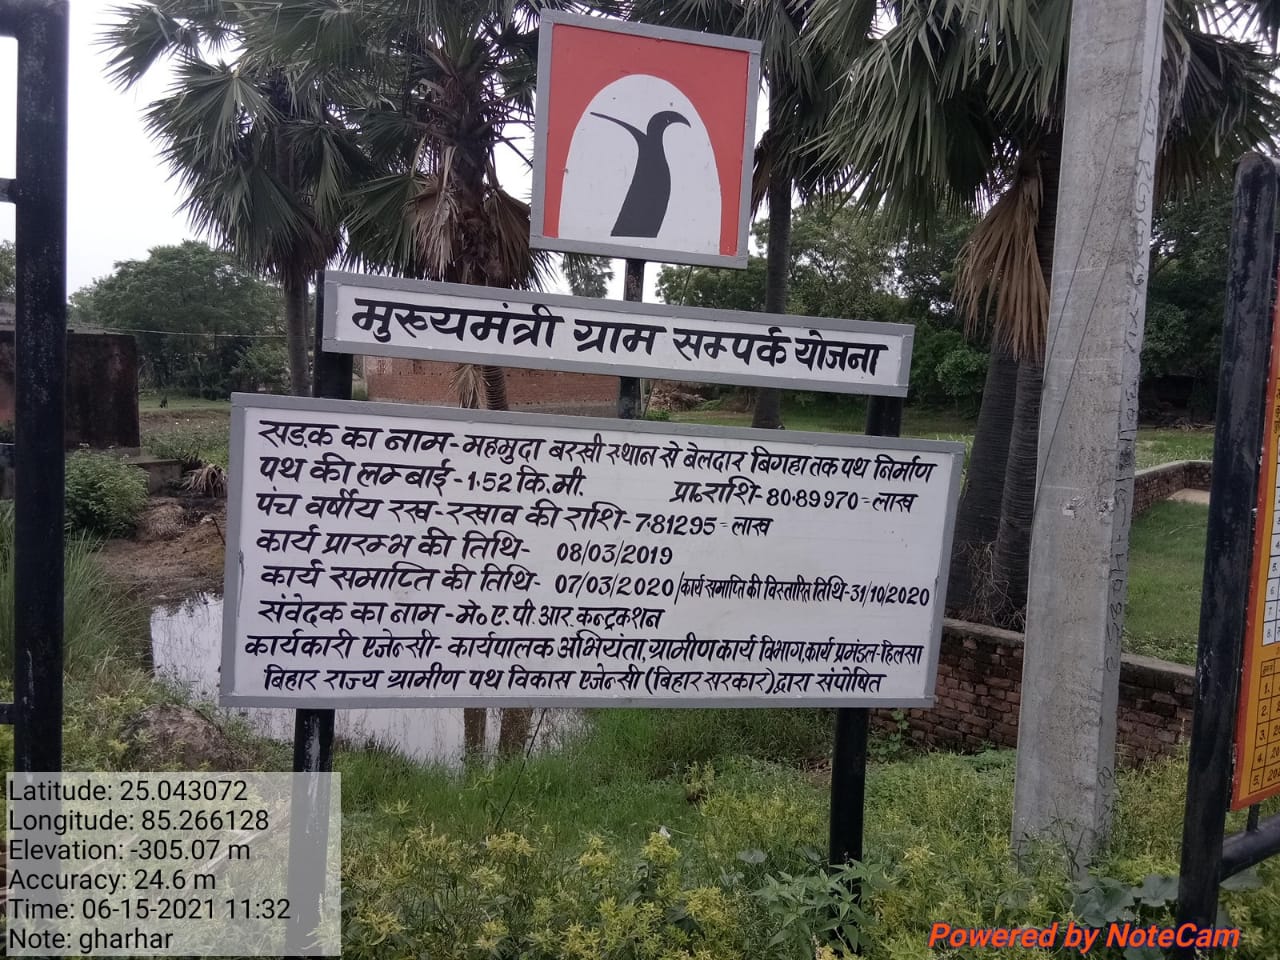 मुख्यमंत्री ग्राम सम्पर्क योजना
सड़क का नाम-महमुदा बरखी स्थान से बेलदार बिगहा तक पथ निर्माण
पथ की लम्बाई-1.52 कि.मी. प्रा०राशि-80.89970=लाख
पंच वर्षीय रख-रखाव की राशि-7.81295=लाख
कार्य प्रारम्भ की तिथि- 08/03/2019
कार्य समाप्ति की तिथि- 07/03/2020/कार्य समाप्ति की विस्तारित तिथि-31/10/2020
संवेदक का नाम-मे० ए.पी.आर.कन्ट्रकशन
कार्यकारी एजेन्सी-कार्यपालक अभियंता,ग्रामीण कार्य विभाग,कार्य प्रमंडल-हिलसा
बिहार राज्य ग्रामीण पथ विकास एजेन्सी(बिहार सरकार)द्वारा संपोषित
Latitude: 25.043072
Longitude: 85.266128
Elevation: -305.07 m
Accuracy: 24.6 m
Time: 06-15-2021 11:32
Note: gharhar
Powered by NoteCam